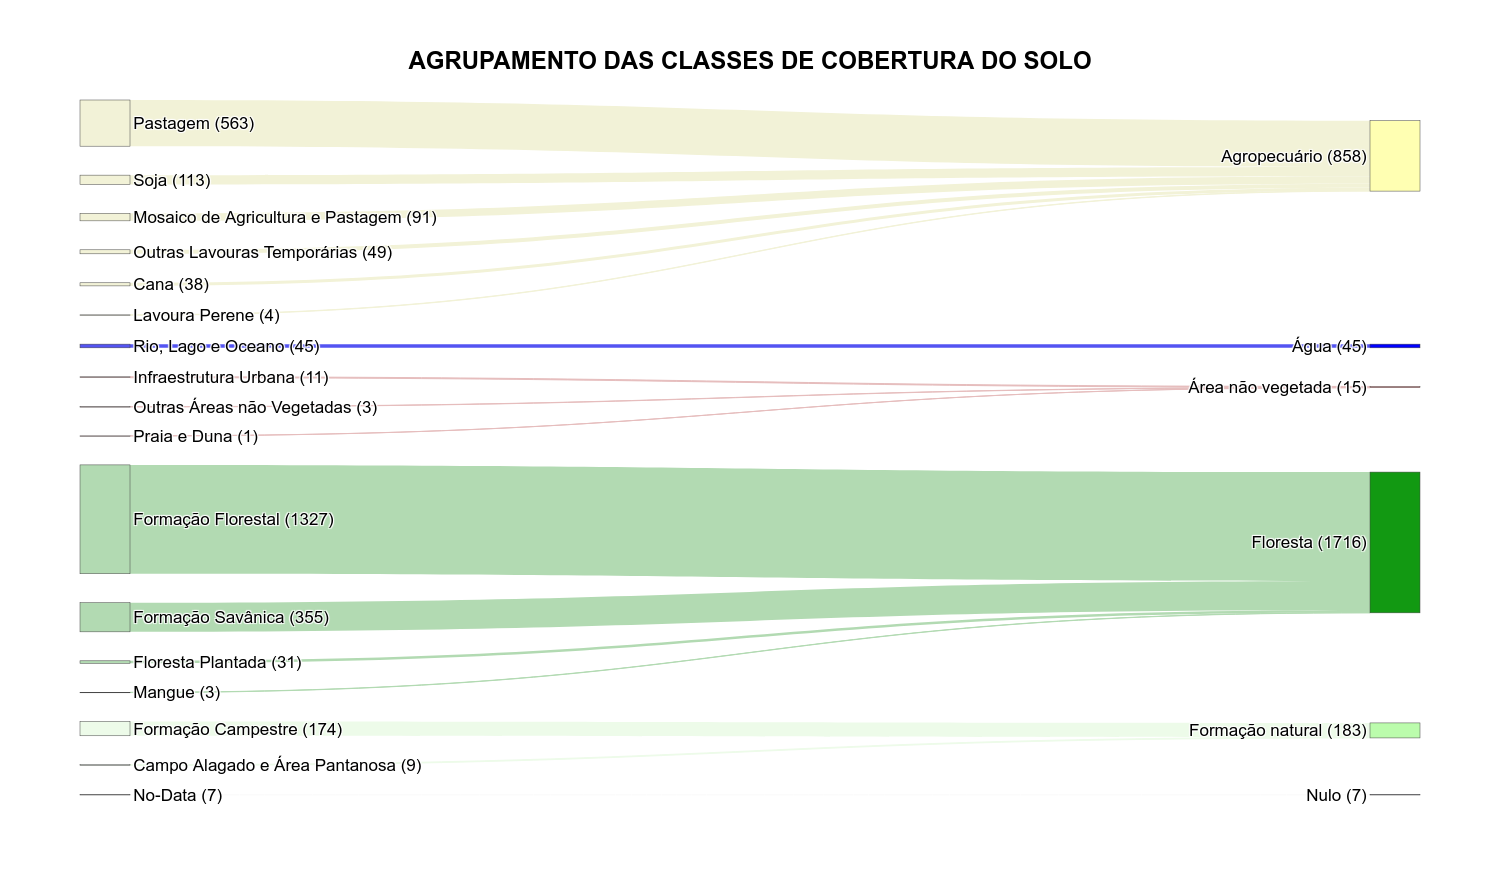 AGRUPAMENTO DAS CLASSES DE COBERTURA DO SOLO
Pastagem (563)
Agropecuário (858)
Soja (113)
Mosaico de Agricultura e Pastagem (91)
Outras Lavouras Temporárias (49)
Cana (38)
Lavoura Perene (4)
Rio, Lago e Oceano (45)
Água (45)
Infraestrutura Urbana (11)
Área não vegetada (15)
Outras Áreas não Vegetadas (3)
Praia e Duna (1)
Formação Florestal (1327)
Floresta (1716)
Formação Savânica (355)
Floresta Plantada (31)
Mangue (3)
Formação Campestre (174)
Formação natural (183)
Campo Alagado e Área Pantanosa (9)
No-Data (7)
Nulo (7)